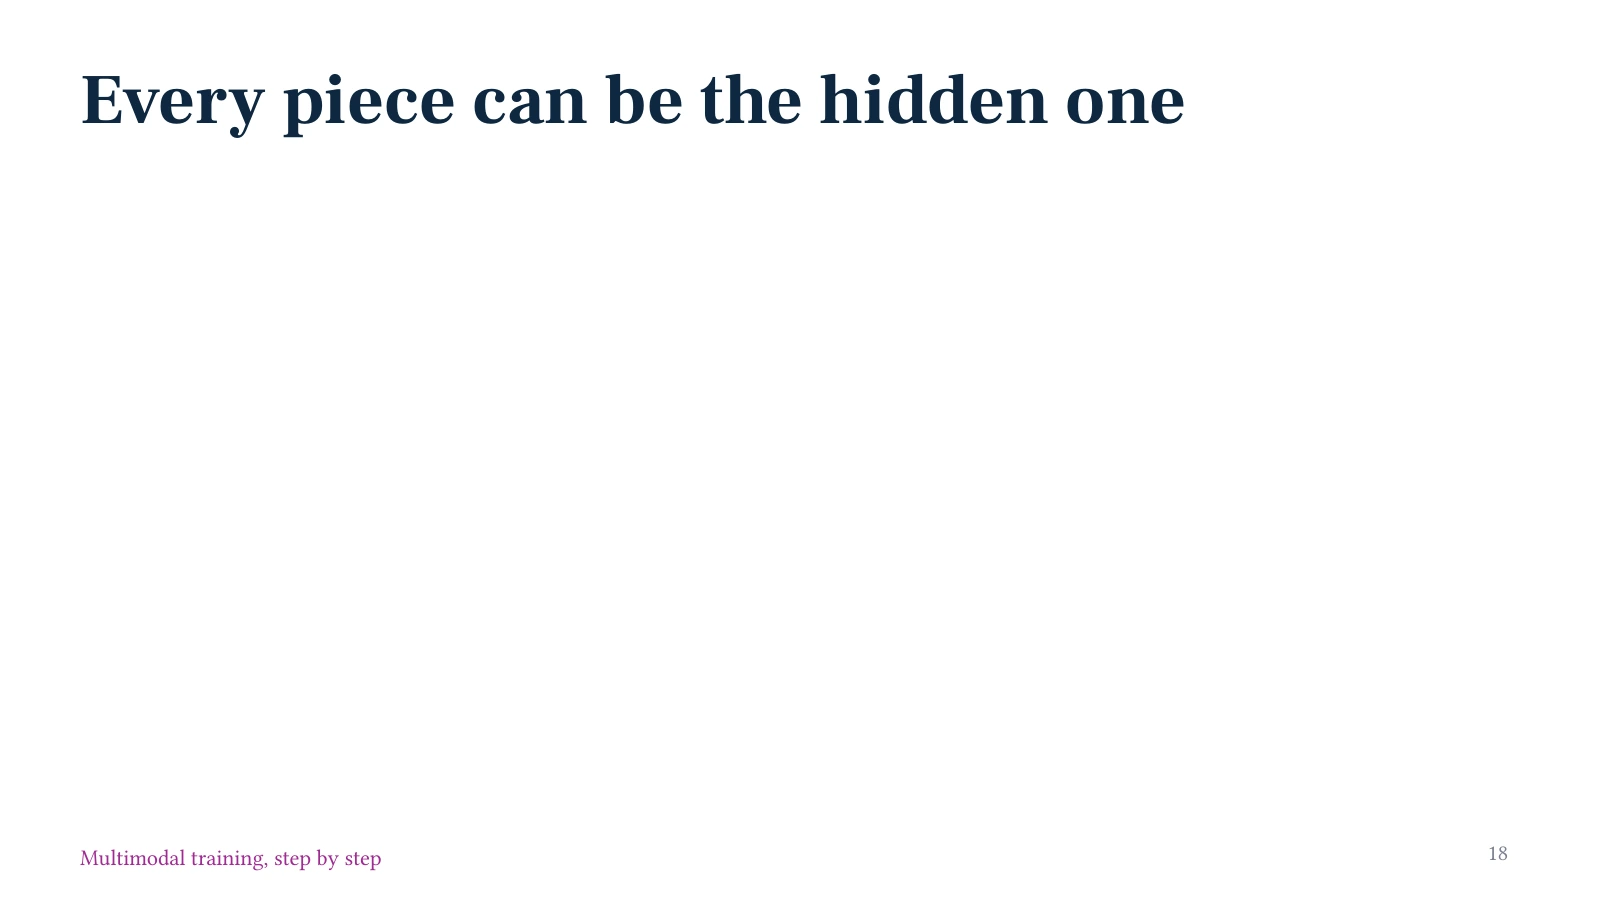 Every piece can be the hidden one
Multimodal training, step by step
18